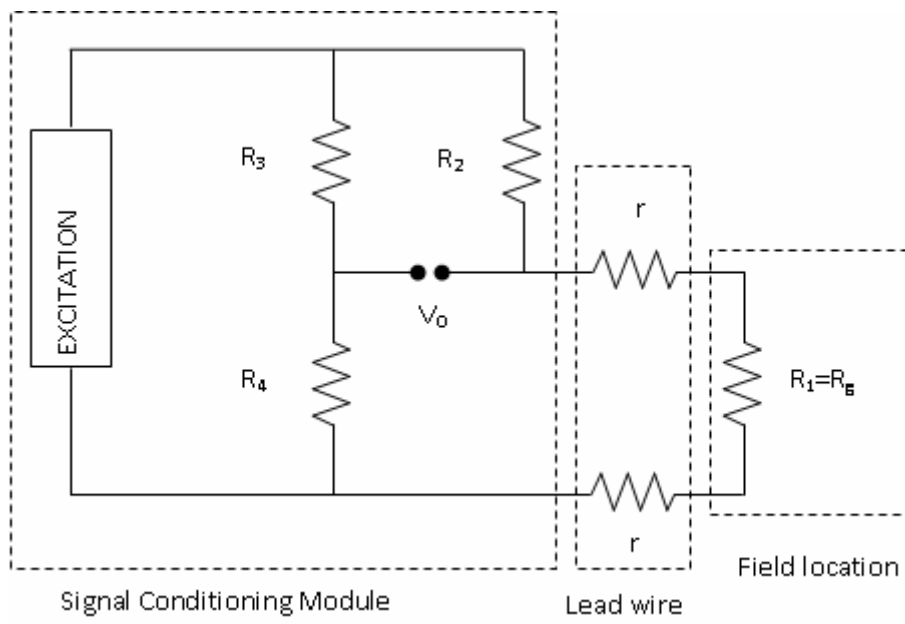 EXCITATION
R₃
R₂
R₄
V₀
r
r
R₁=Rg
Signal Conditioning Module
Lead wire
Field location